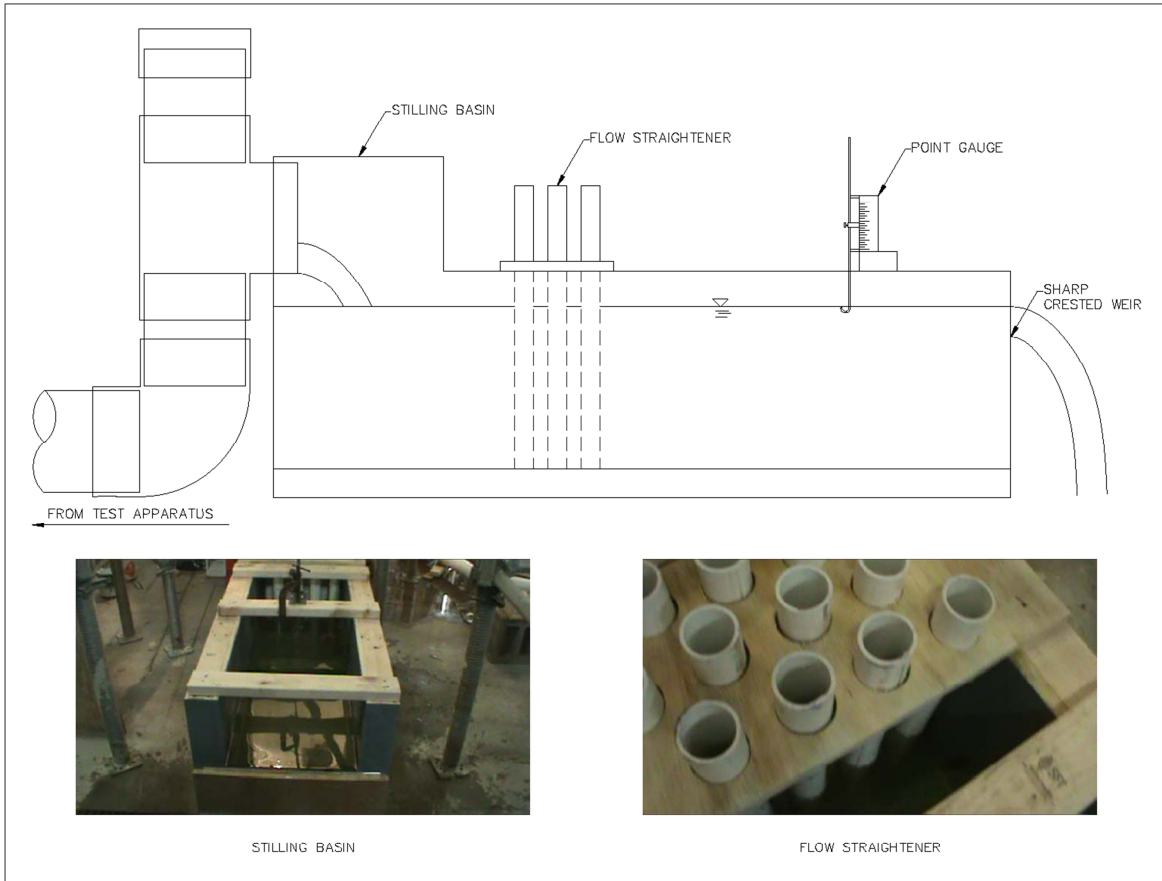 STILLING BASIN
FLOW STRAIGHTENER
POINT GAUGE
SHARP
CRESTED WEIR
FROM TEST APPARATUS
STILLING BASIN
FLOW STRAIGHTENER